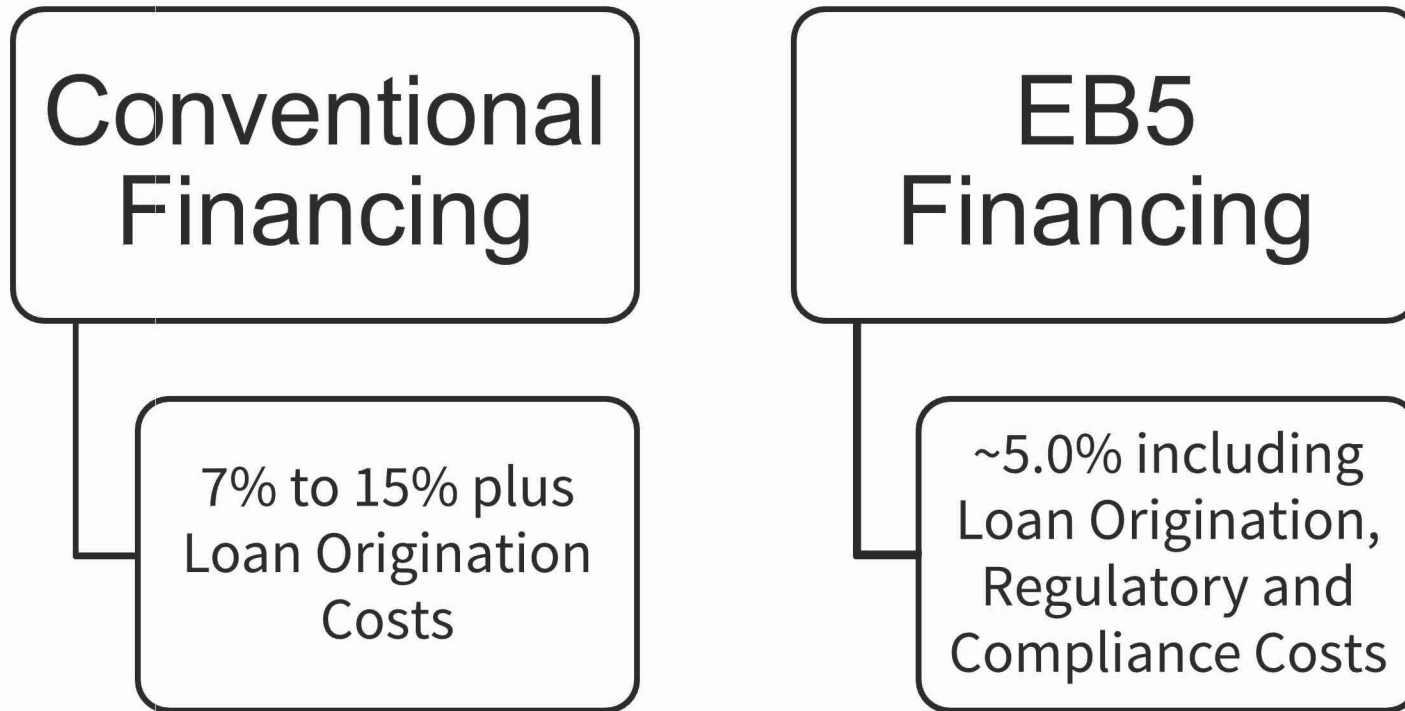 Conventional
Financing
7% to 15% plus
Loan Origination
Costs
EB5
Financing
~5.0% including
Loan Origination,
Regulatory and
Compliance Costs